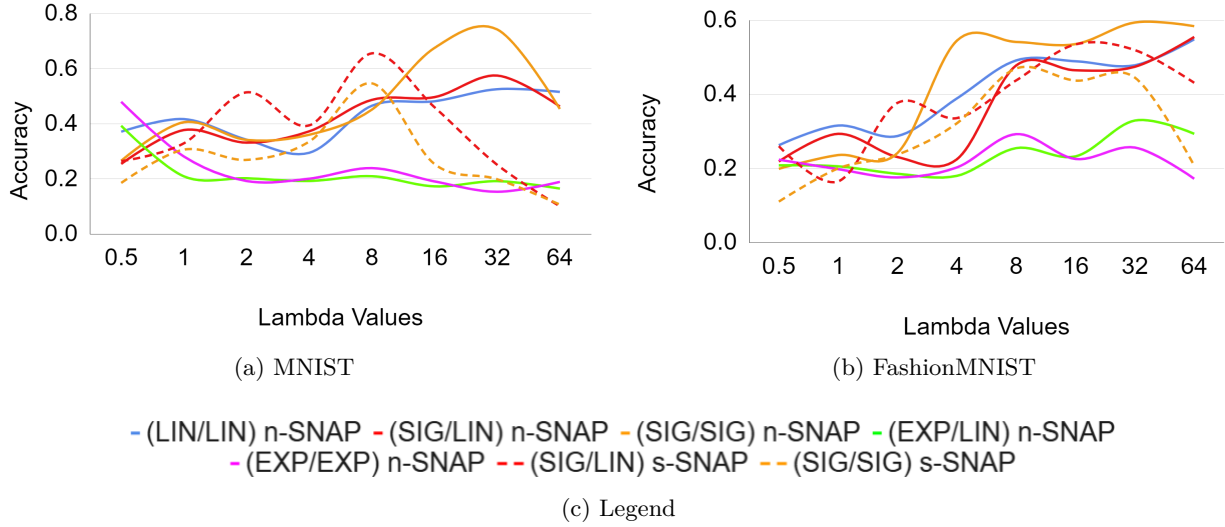 0.8
0.6
0.4
0.2
0.0
Accuracy
0.5 1 2 4 8 16 32 64
Lambda Values
(a) MNIST
0.6
0.4
0.2
0.0
Accuracy
0.5 1 2 4 8 16 32 64
Lambda Values
(b) FashionMNIST
(LIN/LIN) n-SNAP (SIG/LIN) n-SNAP (SIG/SIG) n-SNAP (EXP/LIN) n-SNAP
(EXP/EXP) n-SNAP (SIG/LIN) s-SNAP (SIG/SIG) s-SNAP
(c) Legend